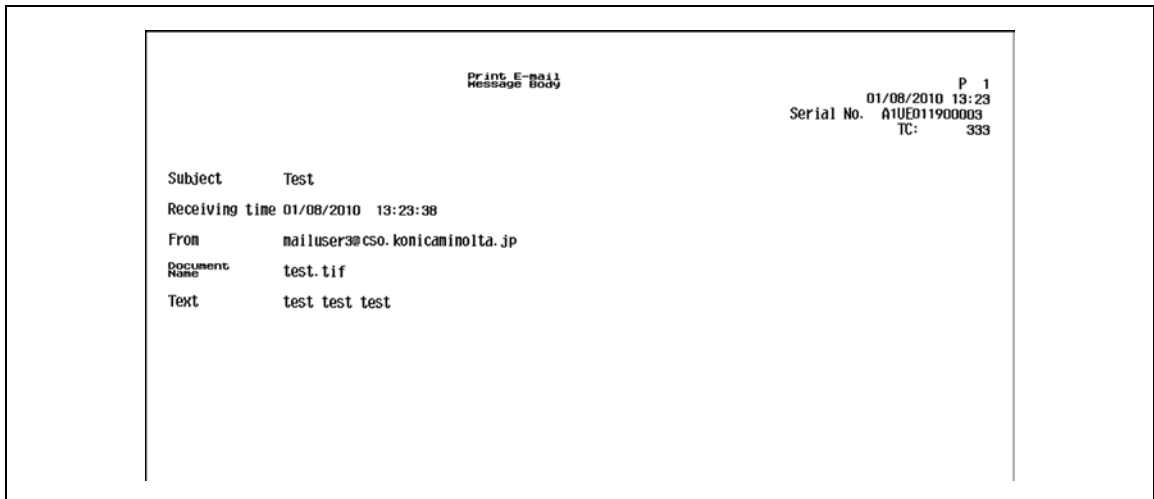 Print E-mail
Message Body
P 1
01/08/2010 13:23
Serial No. A1UE011900003
TC: 333
Subject Test
Receiving time 01/08/2010 13:23:38
From mailuser3@cso.konicaminolta.jp
Document
Name test.tif
Text test test test